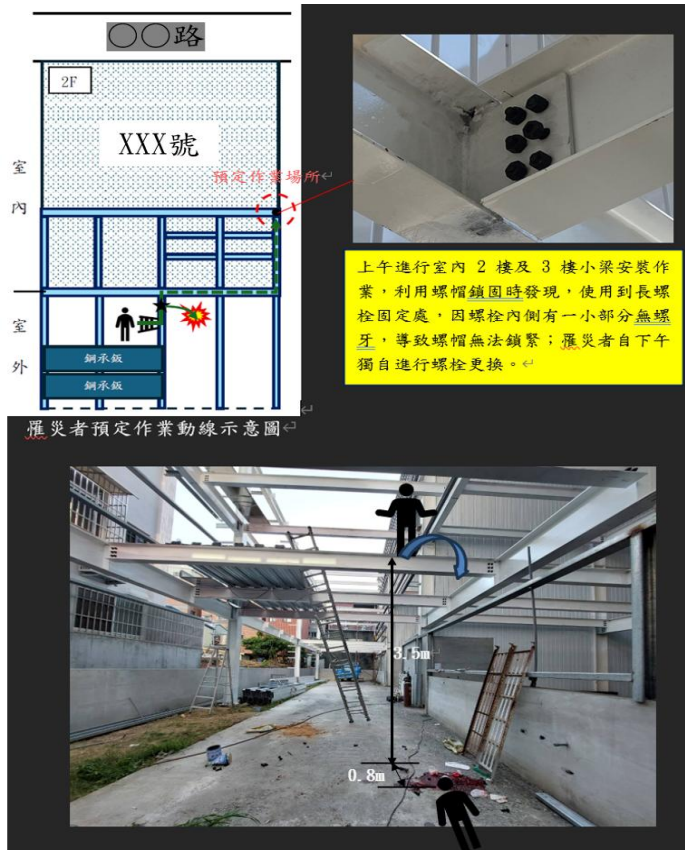 ○○路
2F
XXX號
室
內
預定作業場所
上午進行室內 2 樓及 3 樓小梁安裝作
業，利用螺帽鎖固時發現，使用到長螺
栓固定處，因螺栓內側有一小部分無螺
牙，導致螺帽無法鎖緊；罹災者自下午
獨自進行螺栓更換。
室
外
鋼承鈑
鋼承鈑
罹災者預定作業動線示意圖
3.5m
0.8m